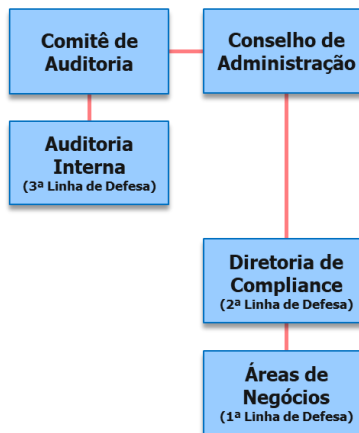 Comitê de
Auditoria
Conselho de
Administração
Auditoria
Interna
(3ª Linha de Defesa)
Diretoria de
Compliance
(2ª Linha de Defesa)
Áreas de
Negócios
(1ª Linha de Defesa)